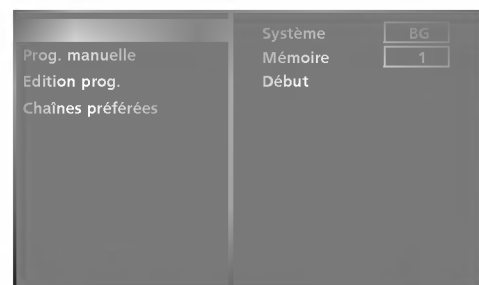 Système BG
Prog. manuelle
Mémoire 1
Edition prog.
Début
Chaînes préférées